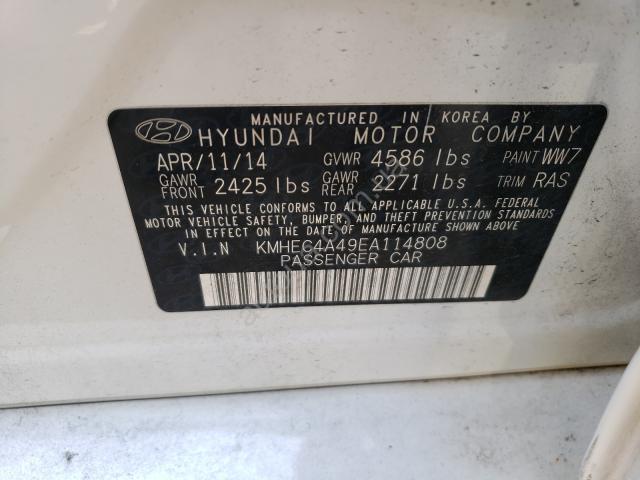 MANUFACTURED IN KOREA BY
HYUNDAI MOTOR COMPANY
APR/11/14 GVWR 4586 lbs PAINT WW7
GAWR FRONT 2425 lbs GAWR REAR 2271 lbs TRIM RAS
THIS VEHICLE CONFORMS TO ALL APPLICABLE U.S.A. FEDERAL
MOTOR VEHICLE SAFETY, BUMPER, AND THEFT PREVENTION
STANDARDS IN EFFECT ON THE DATE OF MANUFACTURE SHOWN ABOVE
V.I.N KMHEC4A49EA114808
PASSENGER CAR